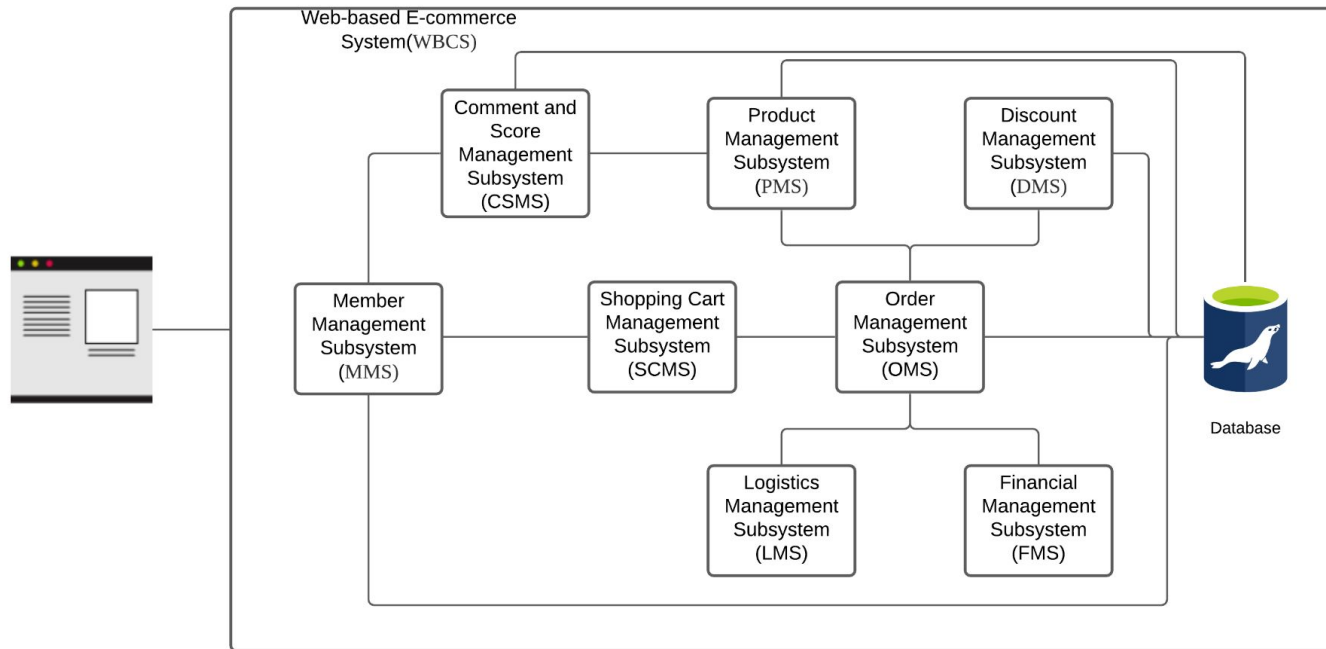 Web-based E-commerce
System(WBCS)
Comment and
Score
Management
Subsystem
(CSMS)
Product
Management
Subsystem
(PMS)
Discount
Management
Subsystem
(DMS)
Member
Management
Subsystem
(MMS)
Shopping Cart
Management
Subsystem
(SCMS)
Order
Management
Subsystem
(OMS)
Database
Logistics
Management
Subsystem
(LMS)
Financial
Management
Subsystem
(FMS)